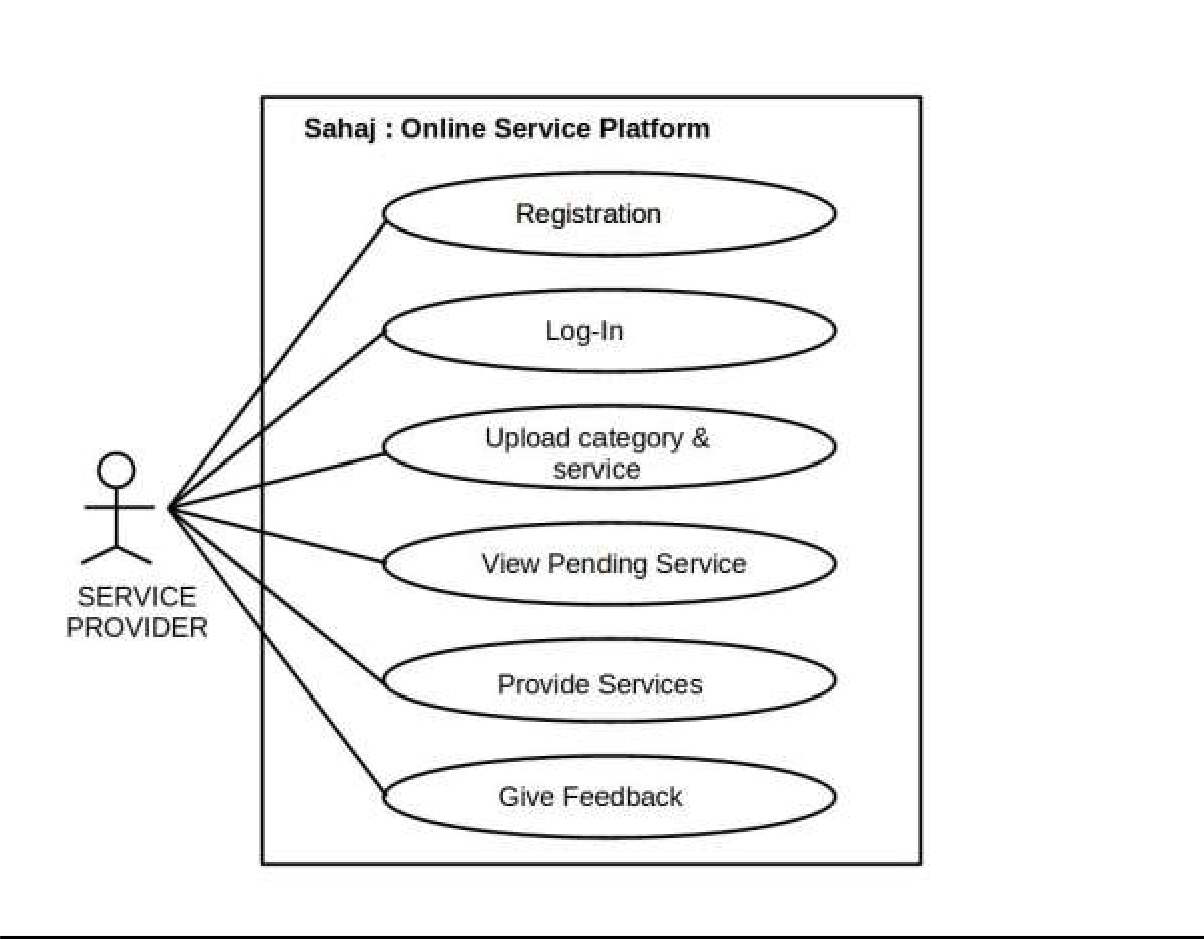 Sahaj : Online Service Platform
Registration
Log-In
Upload category &
service
View Pending Service
SERVICE
PROVIDER
Provide Services
Give Feedback